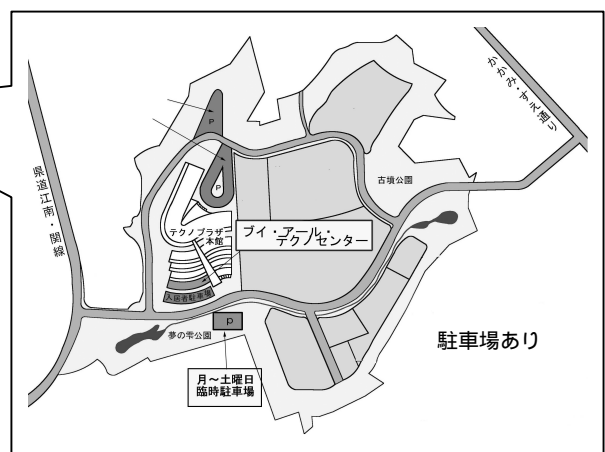 かかみ・すえ通り
県道江南・関線
P
P
古墳公園
テクノプラザ
本館
ブイ・アール・
テクノセンター
入居者駐車場
P
夢の雫公園
駐車場あり
月~土曜日
臨時駐車場